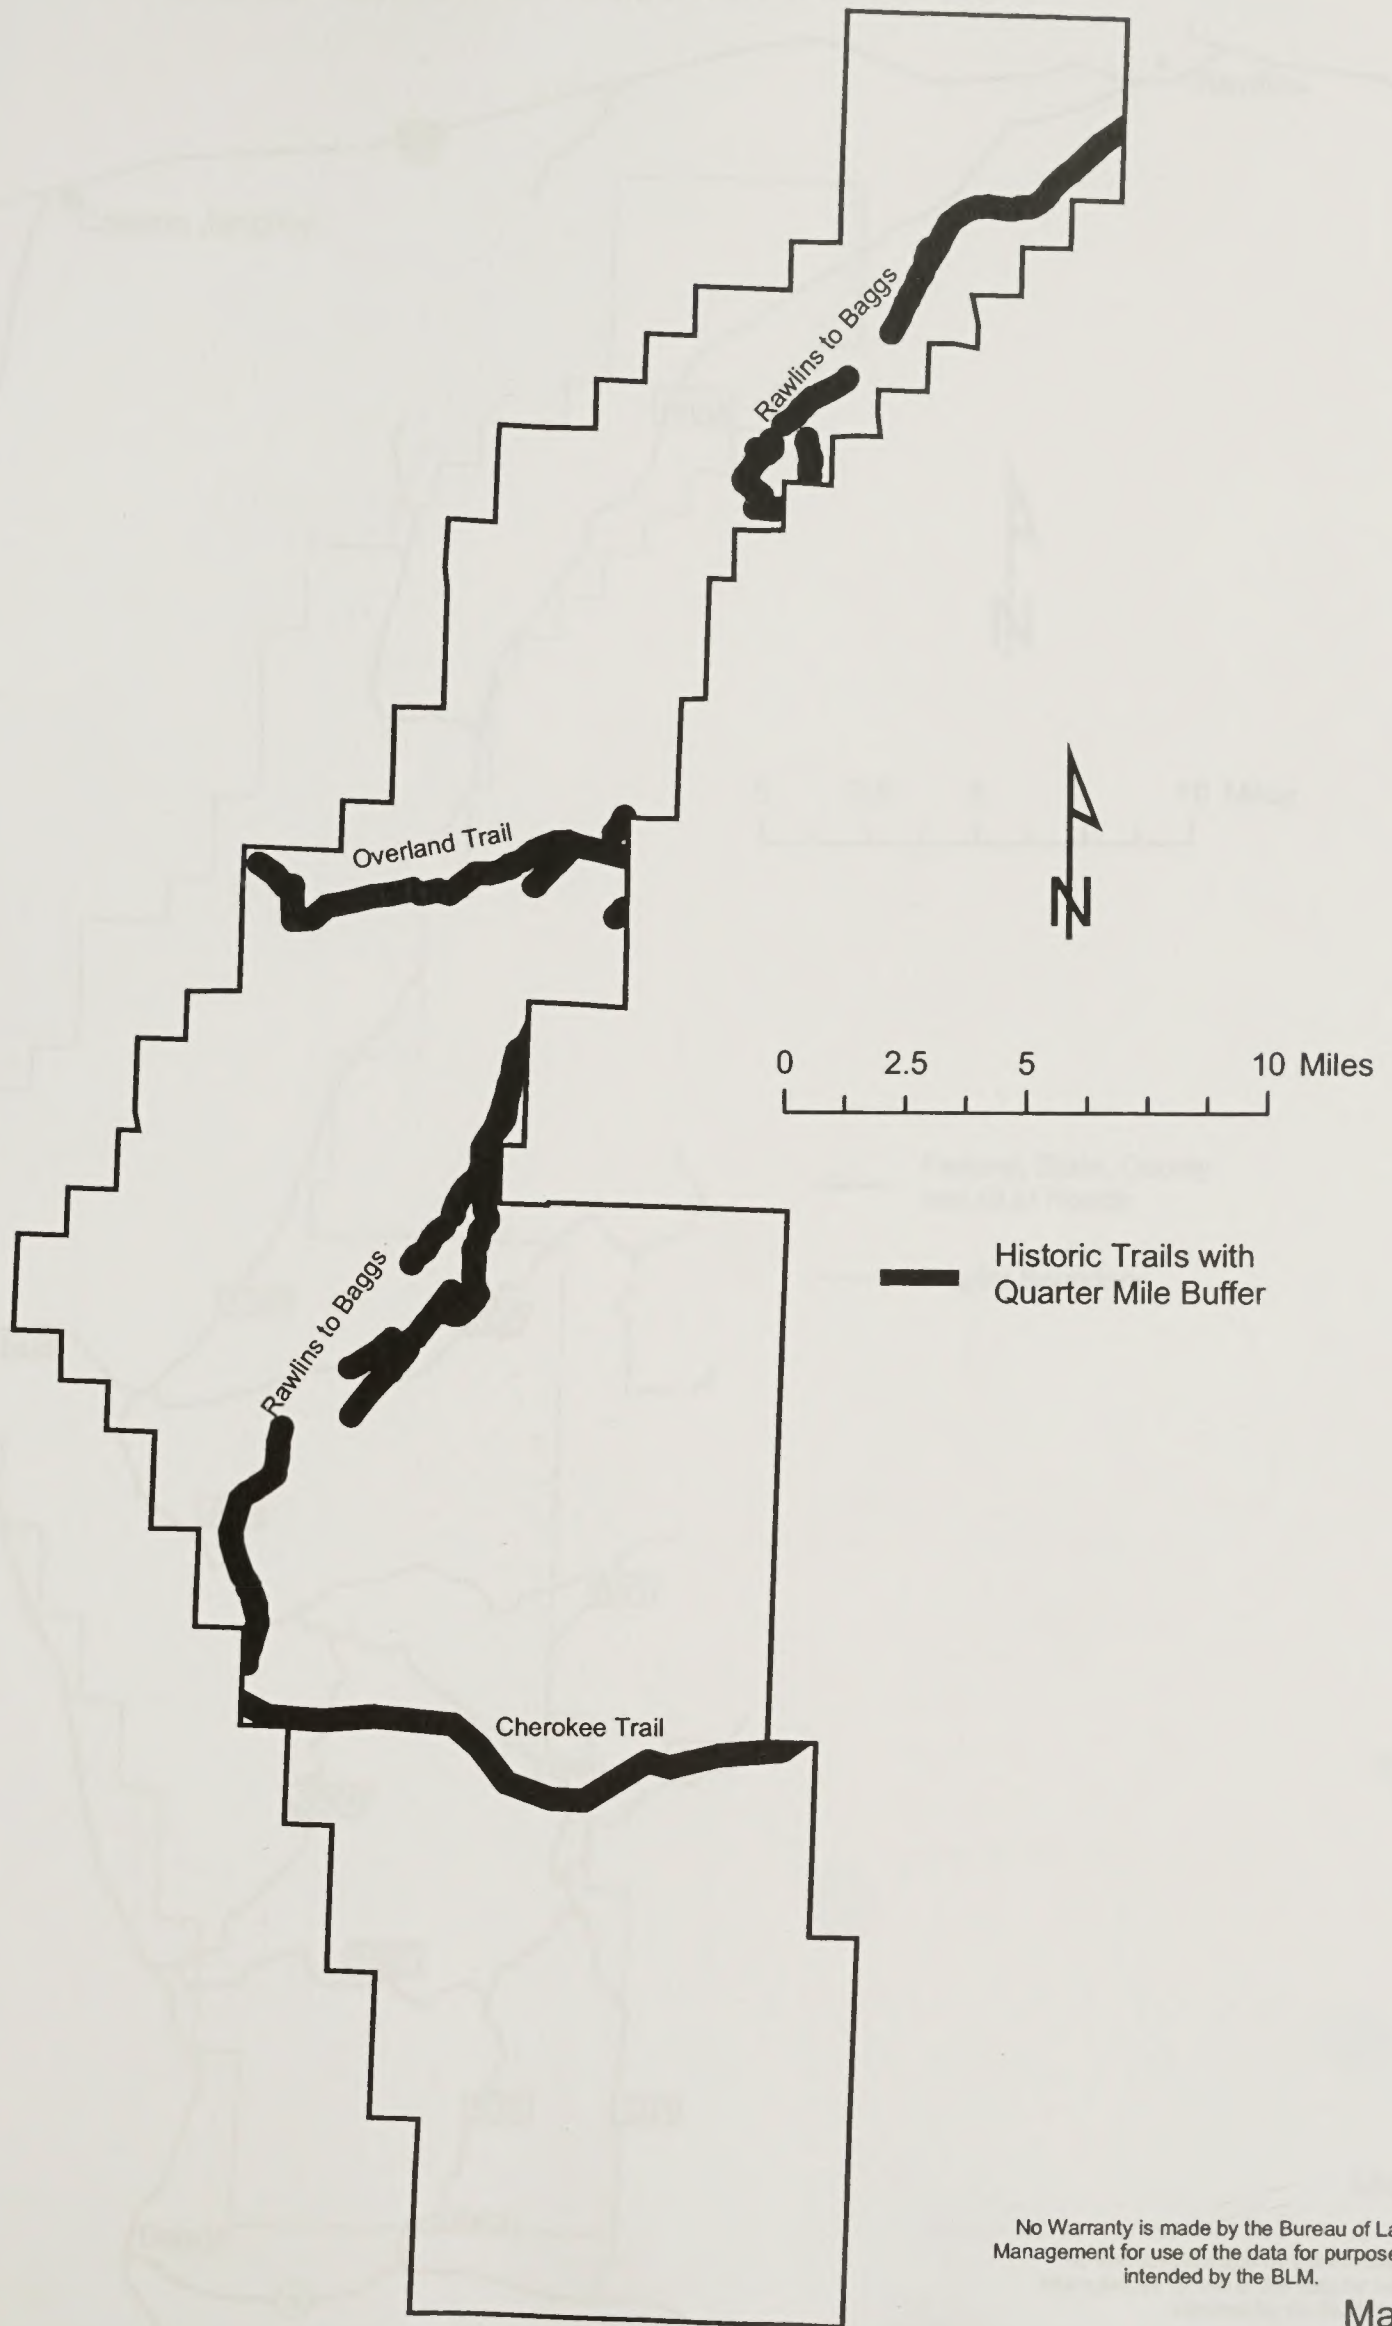 Rawlins to Baggs
Overland Trail
N
0 2.5 5 10 Miles
Historic Trails with
Quarter Mile Buffer
Rawlins to Baggs
Cherokee Trail
No Warranty is made by the Bureau of La
Management for use of the data for purpose
intended by the BLM.
Ma